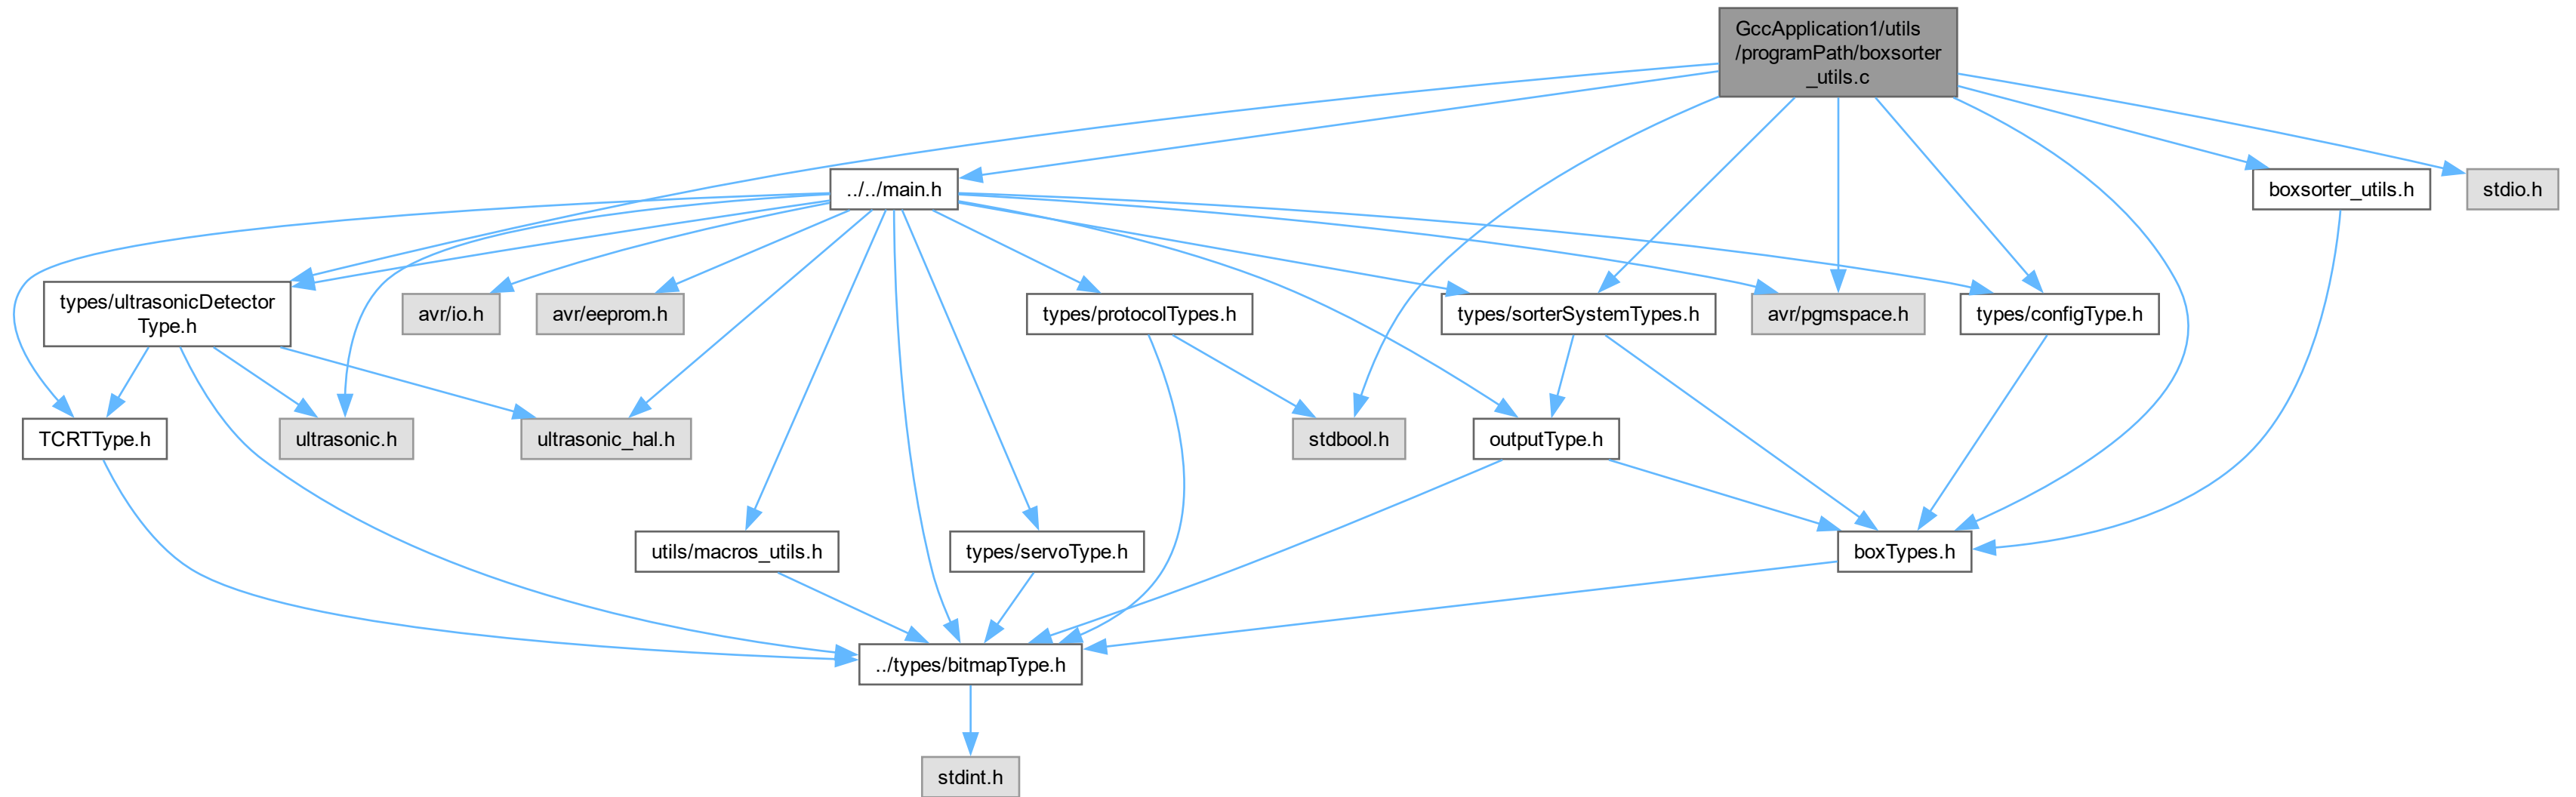 GccApplication1/utils
/programPath/boxsorter
_utils.c
../../main.h
boxsorter_utils.h
stdio.h
types/ultrasonicDetector
Type.h
avr/io.h
avr/eeprom.h
types/protocolTypes.h
types/sorterSystemTypes.h
avr/pgmspace.h
types/configType.h
TCRTType.h
ultrasonic.h
ultrasonic_hal.h
stdbool.h
outputType.h
utils/macros_utils.h
types/servoType.h
boxTypes.h
../types/bitmapType.h
stdint.h